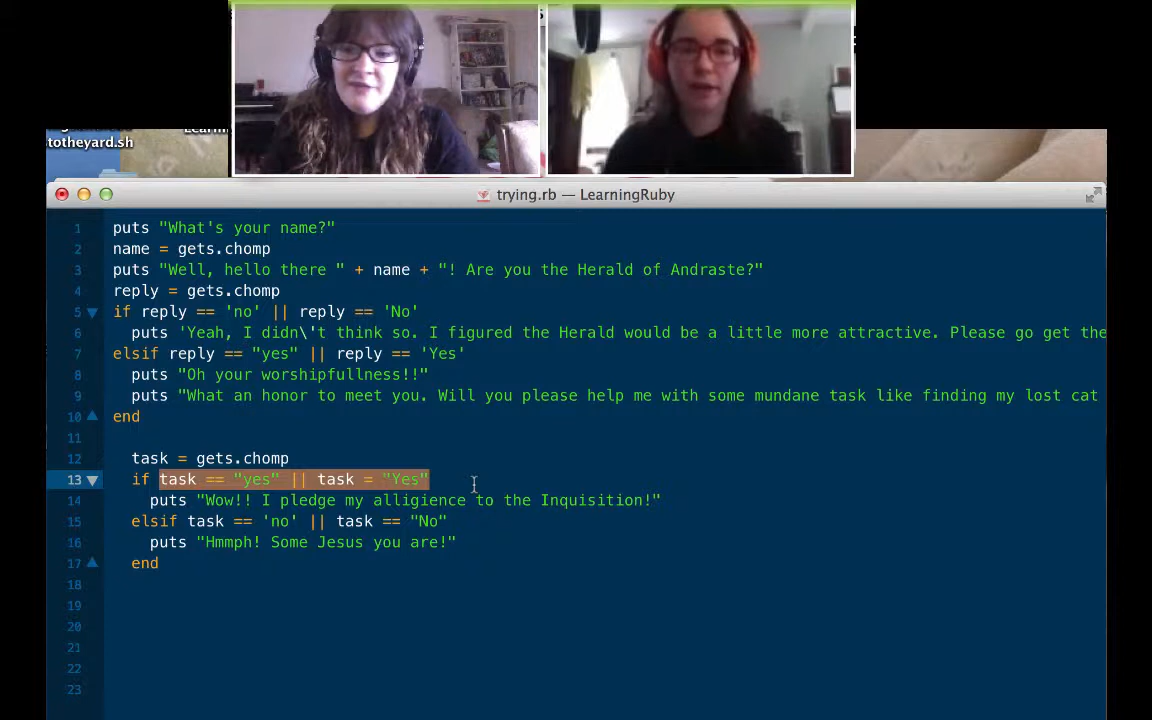 totheyard.sh
trying.rb — LearningRuby
1 puts "What's your name?"
2 name = gets.chomp
3 puts "Well, hello there " + name + "! Are you the Herald of Andraste?"
4 reply = gets.chomp
5 if reply == 'no' || reply == 'No'
6 puts 'Yeah, I didn\'t think so. I figured the Herald would be a little more attractive. Please go get the
7 elsif reply == "yes" || reply == 'Yes'
8 puts "Oh your worshipfullness!!"
9 puts "What an honor to meet you. Will you please help me with some mundane task like finding my lost cat
10 end
11
12 task = gets.chomp
13 if task == "yes" || task = "Yes"
14 puts "Wow!! I pledge my alligience to the Inquisition!"
15 elsif task == 'no' || task == "No"
16 puts "Hmmph! Some Jesus you are!"
17 end
18
19
20
21
22
23